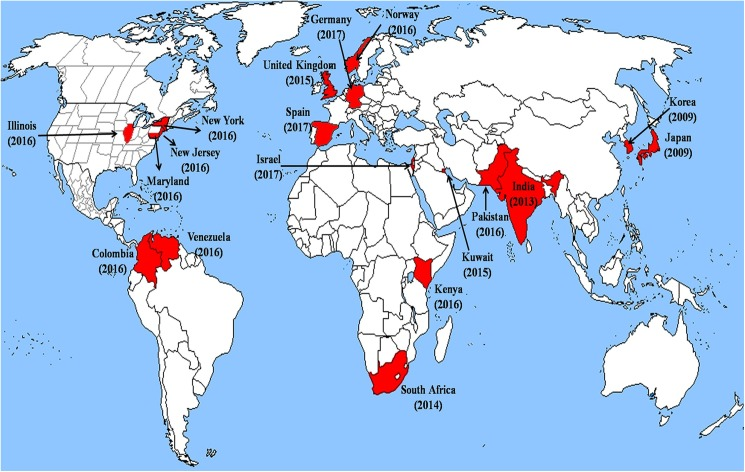 Germany
(2017)
Norway
(2016)
United Kingdom
(2015)
Spain
(2017)
Illinois
(2016)
New York
(2016)
New Jersey
(2016)
Maryland
(2016)
Israel
(2017)
Korea
(2009)
Japan
(2009)
India
(2013)
Pakistan
(2016)
Kuwait
(2015)
Colombia
(2016)
Venezuela
(2016)
Kenya
(2016)
South Africa
(2014)